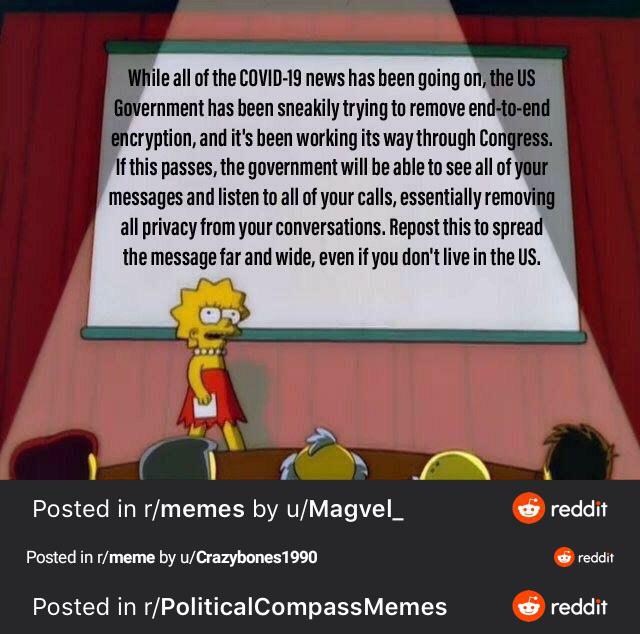 While all of the COVID-19 news has been going on, the US
Government has been sneakily trying to remove end-to-end
encryption, and it's been working its way through Congress.
If this passes, the government will be able to see all of your
messages and listen to all of your calls, essentially removing
all privacy from your conversations. Repost this to spread
the message far and wide, even if you don't live in the US.
Posted in r/memes by u/Magvel_ reddit
Posted in r/meme by u/Crazybones1990 reddit
Posted in r/PoliticalCompassMemes reddit